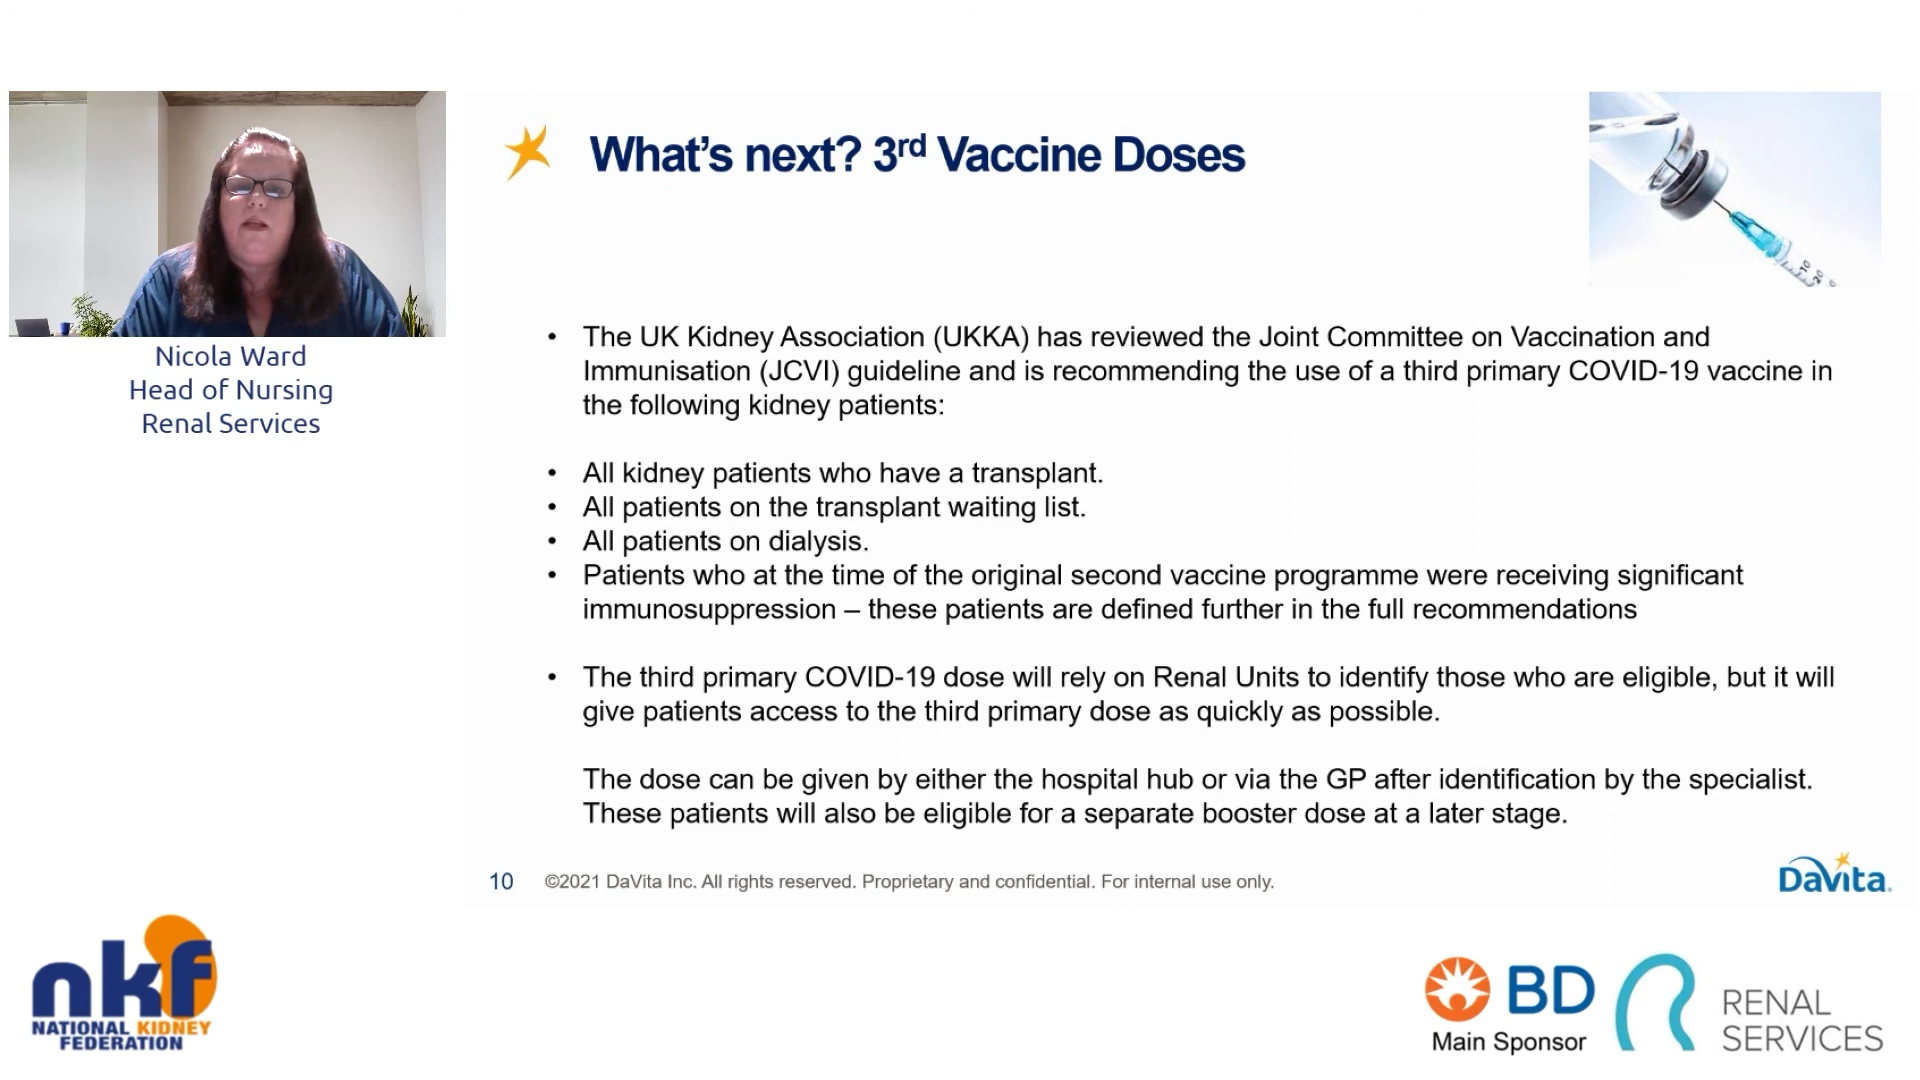 Nicola Ward
Head of Nursing
Renal Services
What's next? 3rd Vaccine Doses
• The UK Kidney Association (UKKA) has reviewed the Joint Committee on Vaccination and
Immunisation (JCVI) guideline and is recommending the use of a third primary COVID-19 vaccine in
the following kidney patients:
• All kidney patients who have a transplant.
• All patients on the transplant waiting list.
• All patients on dialysis.
• Patients who at the time of the original second vaccine programme were receiving significant
immunosuppression – these patients are defined further in the full recommendations
• The third primary COVID-19 dose will rely on Renal Units to identify those who are eligible, but it will
give patients access to the third primary dose as quickly as possible.
The dose can be given by either the hospital hub or via the GP after identification by the specialist.
These patients will also be eligible for a separate booster dose at a later stage.
10 ©2021 DaVita Inc. All rights reserved. Proprietary and confidential. For internal use only.
DaVita.
nkf
NATIONAL KIDNEY
FEDERATION
BD
Main Sponsor
RENAL
SERVICES